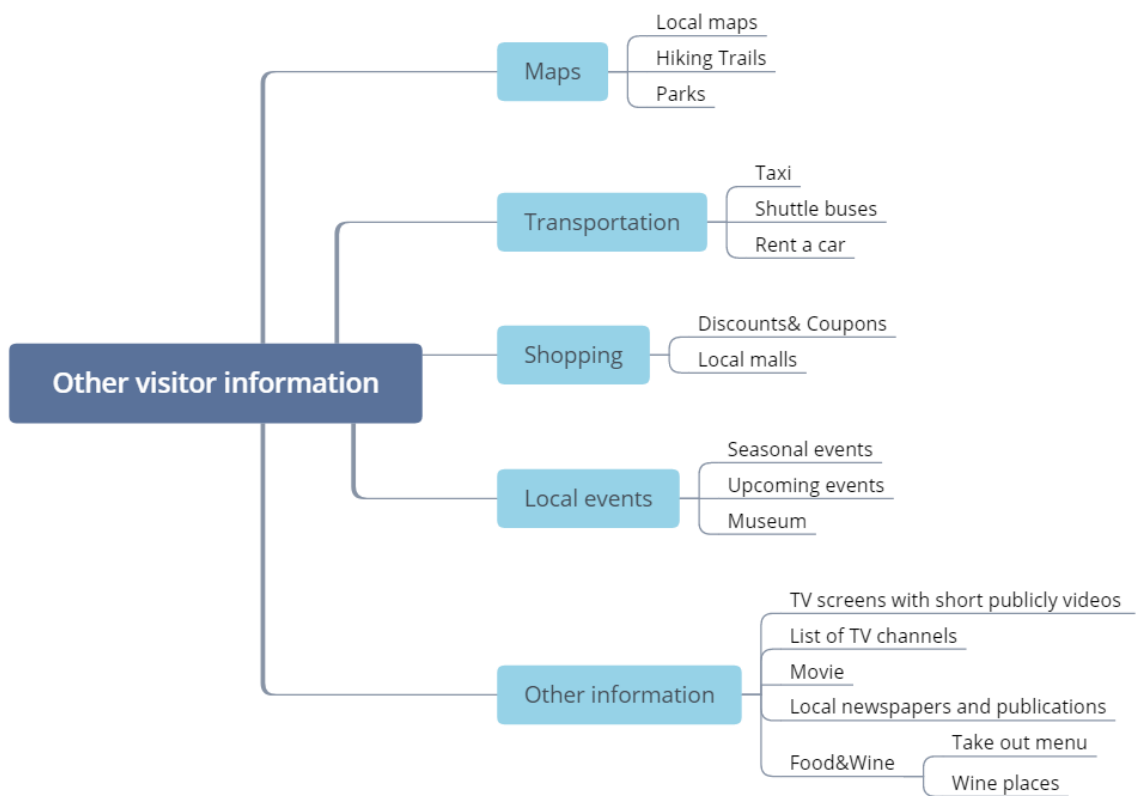 Other visitor information
Maps
Local maps
Hiking Trails
Parks
Transportation
Taxi
Shuttle buses
Rent a car
Shopping
Discounts& Coupons
Local malls
Local events
Seasonal events
Upcoming events
Museum
Other information
TV screens with short publicly videos
List of TV channels
Movie
Local newspapers and publications
Food&Wine
Take out menu
Wine places